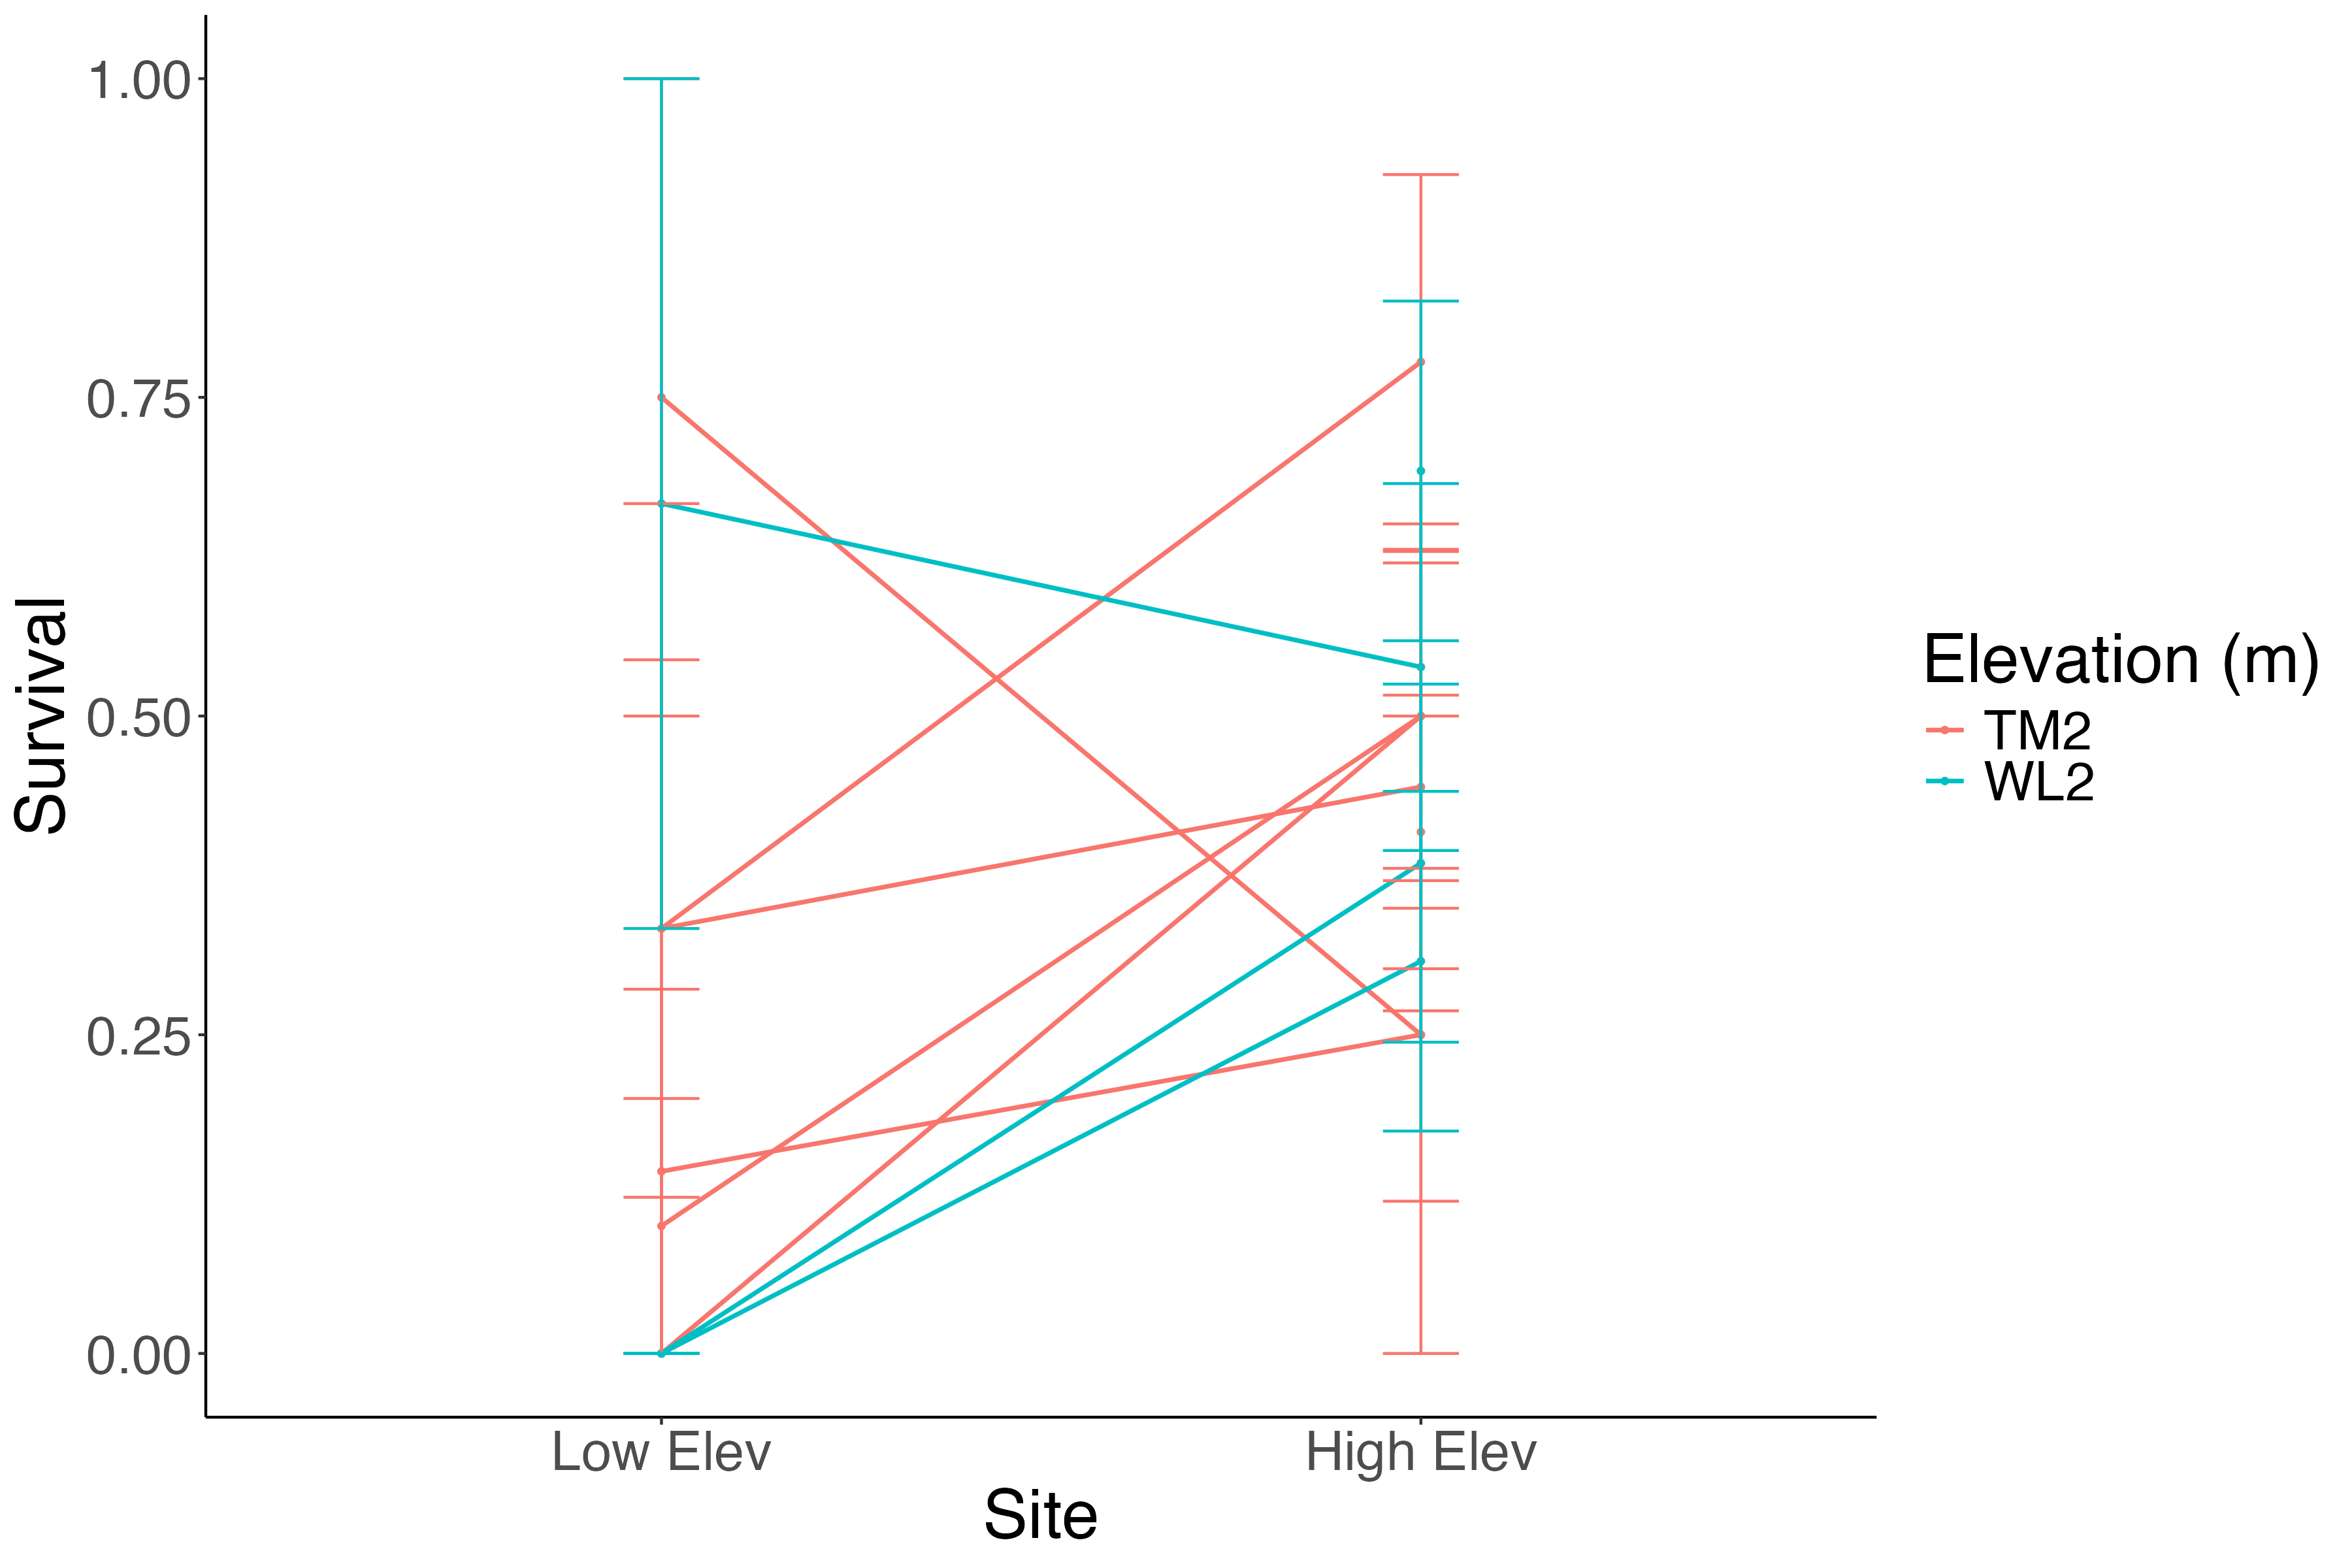 1.00
0.75
0.50
0.25
0.00
Survival
Low Elev
High Elev
Site
Elevation (m)
TM2
WL2